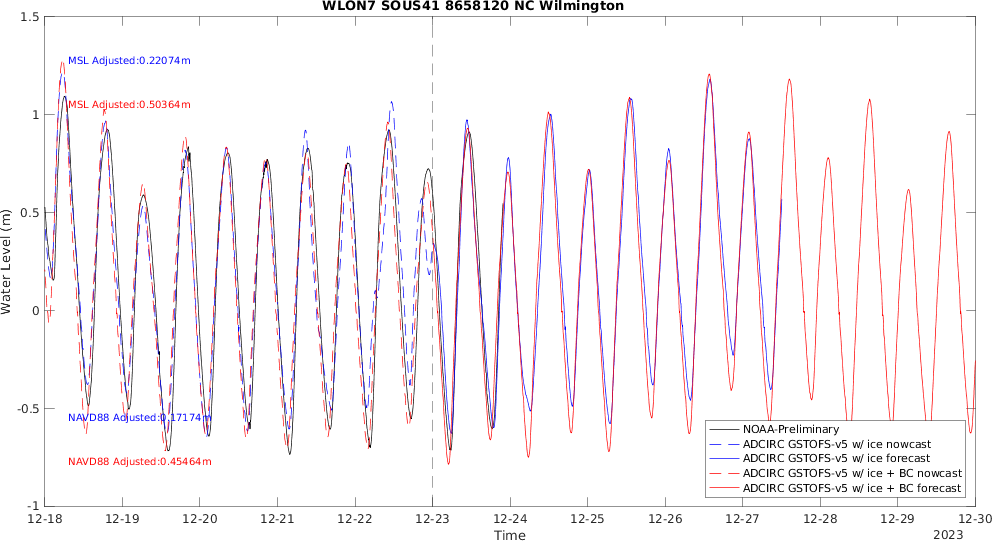 WLON7 SOUS41 8658120 NC Wilmington
Water Level (m)
1.5
1
0.5
0
-0.5
-1
MSL Adjusted:0.22074m
MSL Adjusted:0.50364m
NAVD88 Adjusted:0.17174m
NAVD88 Adjusted:0.45464m
NOAA-Preliminary
ADCIRC GSTOFS-v5 w/ ice nowcast
ADCIRC GSTOFS-v5 w/ ice forecast
ADCIRC GSTOFS-v5 w/ ice + BC nowcast
ADCIRC GSTOFS-v5 w/ ice + BC forecast
12-18 12-19 12-20 12-21 12-22 12-23 12-24 12-25 12-26 12-27 12-28 12-29 12-30
Time
2023